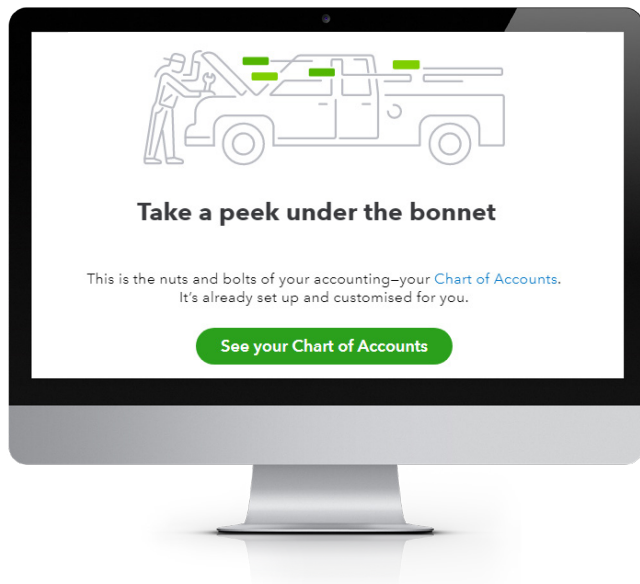 Take a peek under the bonnet
This is the nuts and bolts of your accounting—your Chart of Accounts.
It's already set up and customised for you.
See your Chart of Accounts